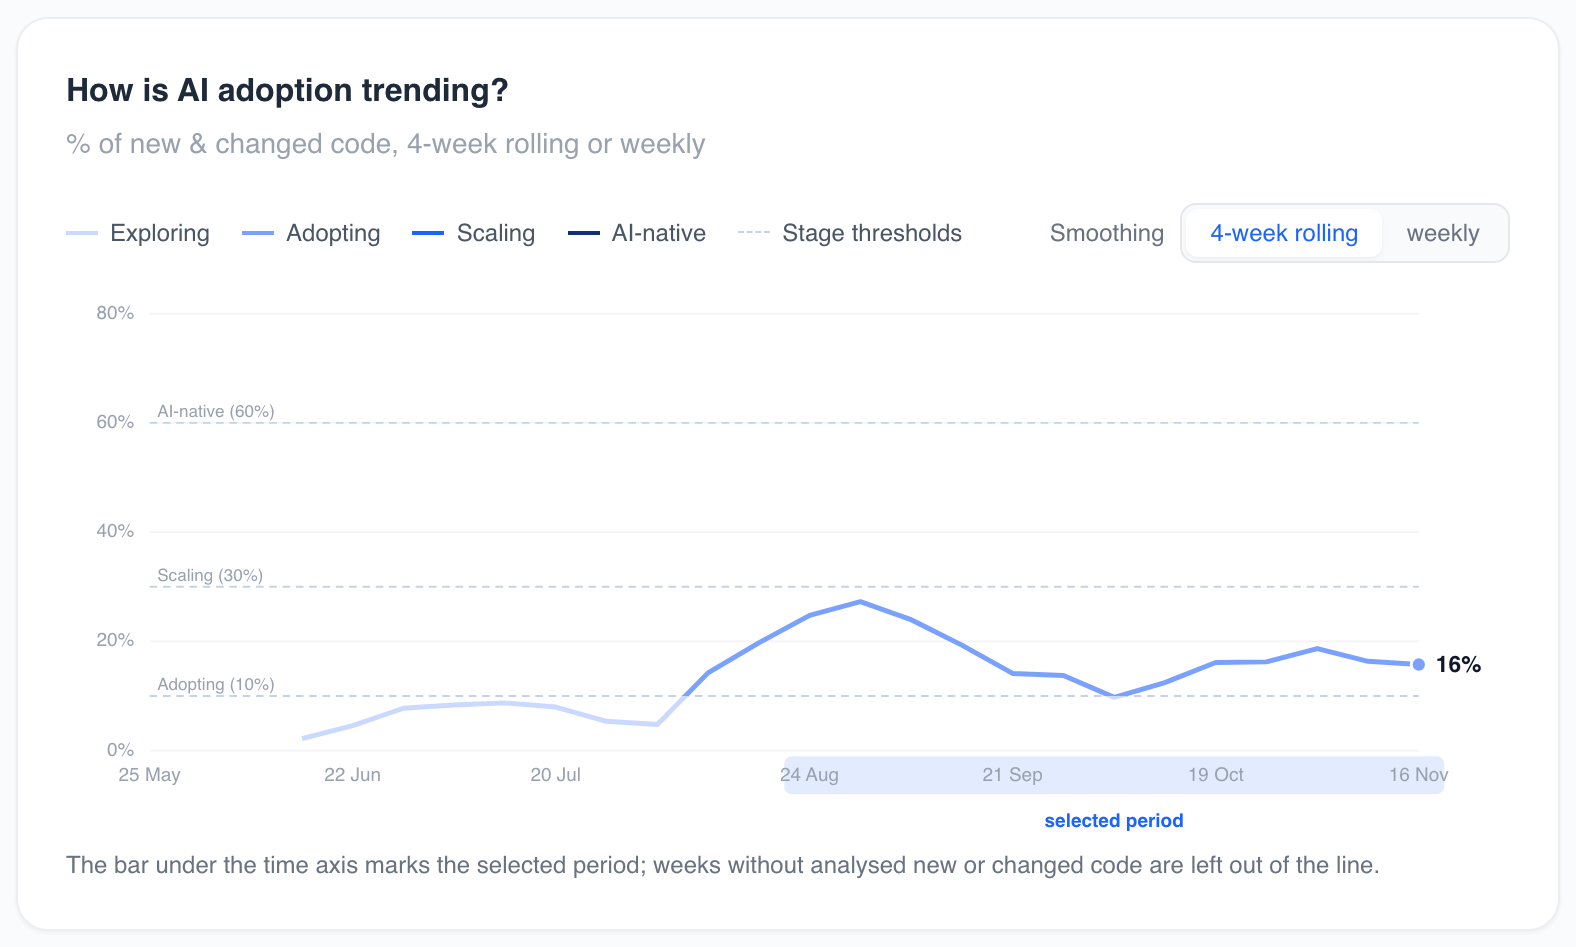 How is AI adoption trending?
% of new & changed code, 4-week rolling or weekly
Exploring
Adopting
Scaling
AI-native
Stage thresholds
Smoothing
4-week rolling
weekly
80%
AI-native (60%)
60%
40%
Scaling (30%)
20%
Adopting (10%)
16%
0%
25 May
22 Jun
20 Jul
24 Aug
21 Sep
19 Oct
16 Nov
selected period
The bar under the time axis marks the selected period; weeks without analysed new or changed code are left out of the line.